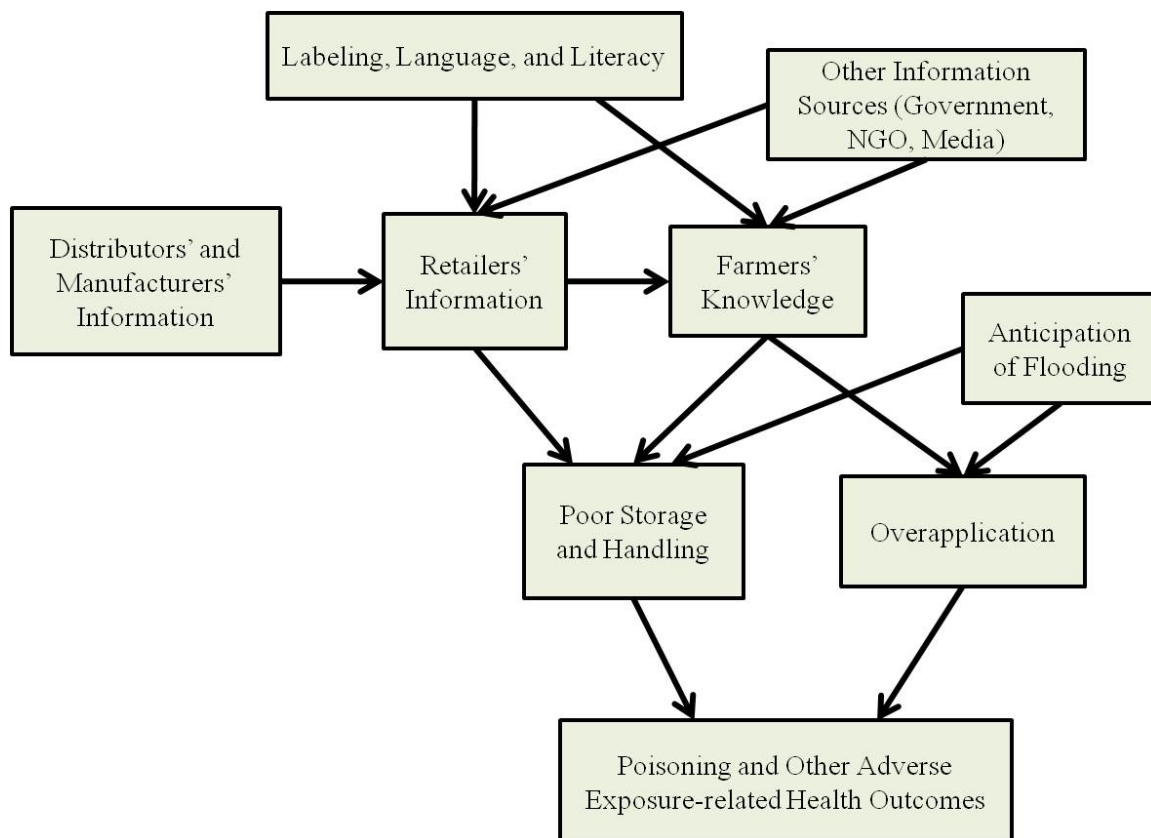 Labeling, Language, and Literacy
Other Information
Sources (Government,
NGO, Media)
Distributors’ and
Manufacturers’
Information
Retailers’
Information
Farmers’
Knowledge
Anticipation
of Flooding
Poor Storage
and Handling
Overapplication
Poisoning and Other Adverse
Exposure-related Health Outcomes